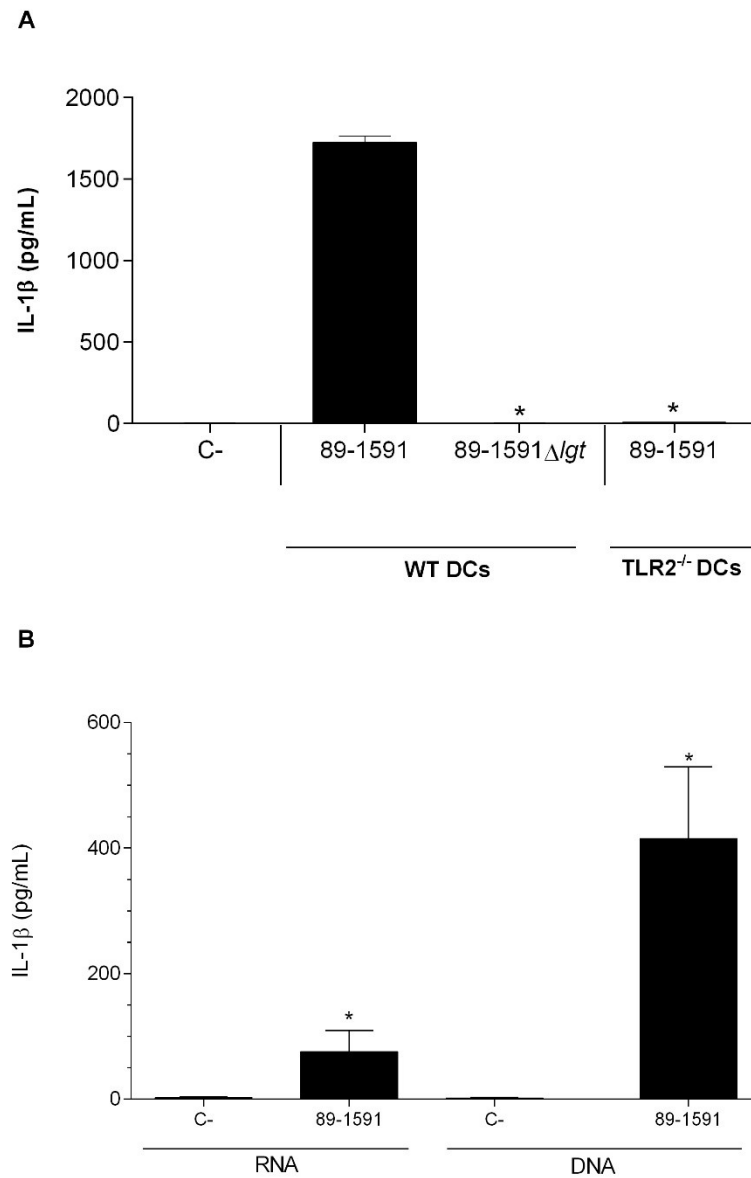 A
2000
1500
1000
500
0
IL-1β (pg/mL)
* *
C- 89-1591 89-1591Δlgt 89-1591
WT DCs TLR2-/- DCs
B
600
400
200
0
IL-1β (pg/mL)
* *
C- 89-1591 C- 89-1591
RNA DNA